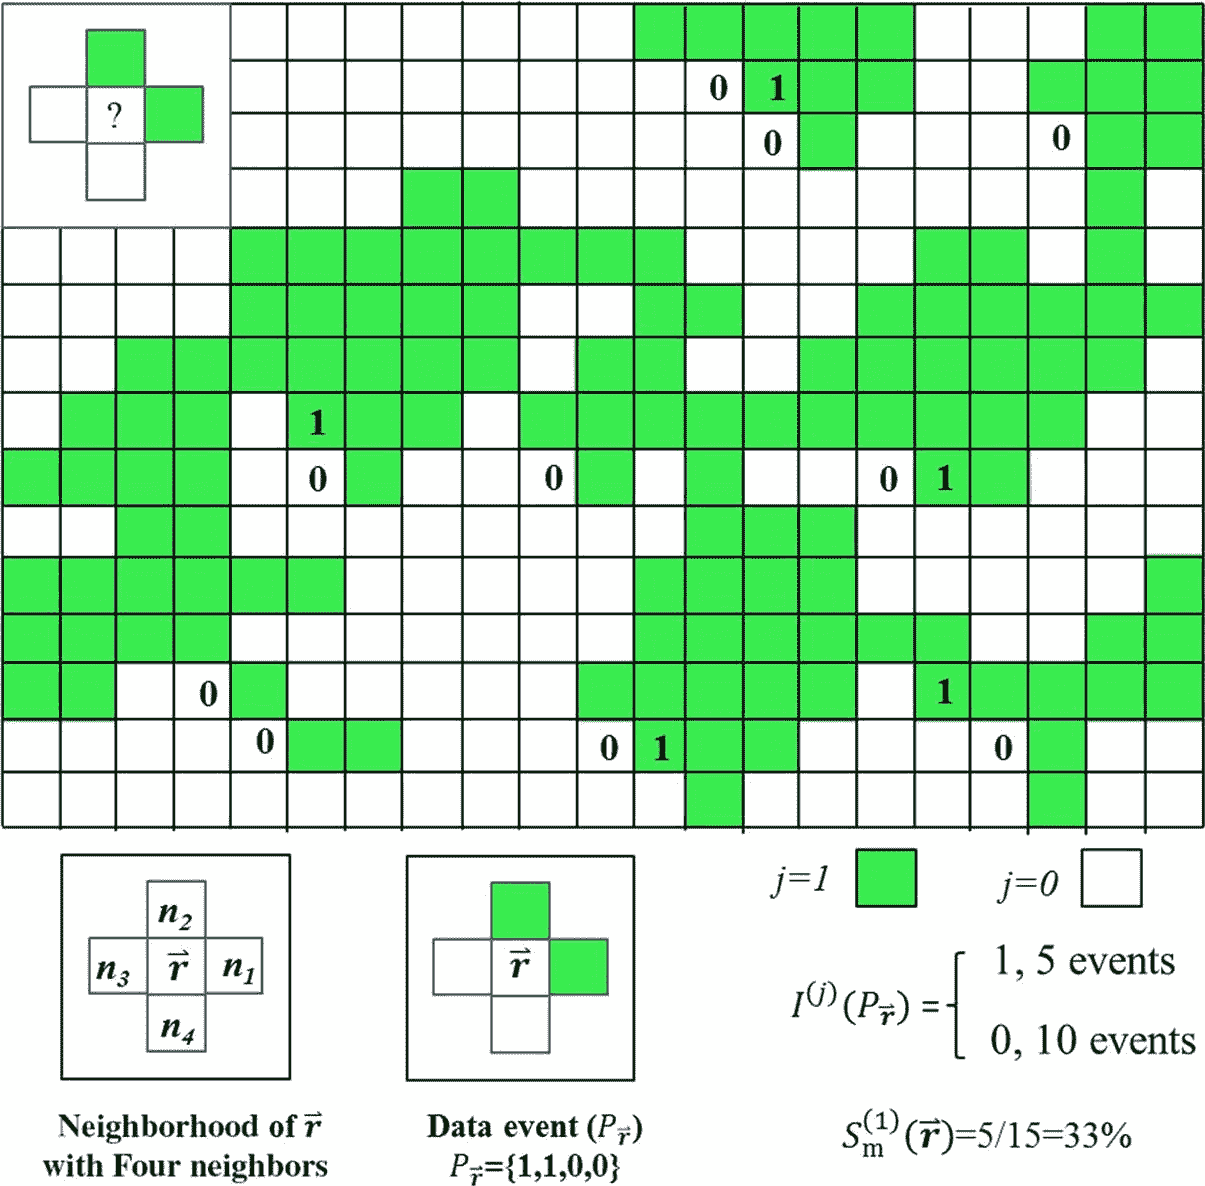 ?
0 1
0 0
1
0 0 0 1
0 1
0 0 1 0
j=1 j=0
n2
n3 r⃗ n1
n4
r⃗
I(j)(Pr⃗) = { 1, 5 events
0, 10 events
Neighborhood of r⃗
with Four neighbors
Data event (Pr⃗)
Pr⃗={1,1,0,0}
Sm(1)(r⃗)=5/15=33%